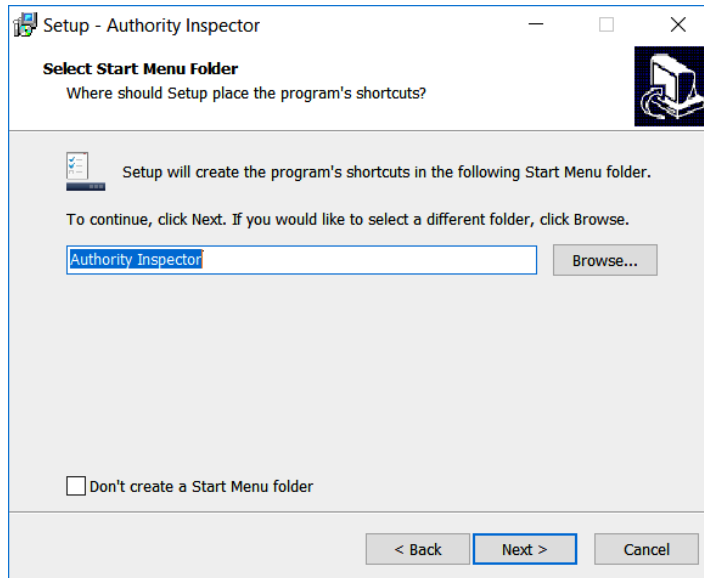 Setup - Authority Inspector
Select Start Menu Folder
Where should Setup place the program's shortcuts?
Setup will create the program's shortcuts in the following Start Menu folder.
To continue, click Next. If you would like to select a different folder, click Browse.
Authority Inspector
Browse...
Don't create a Start Menu folder
< Back
Next >
Cancel